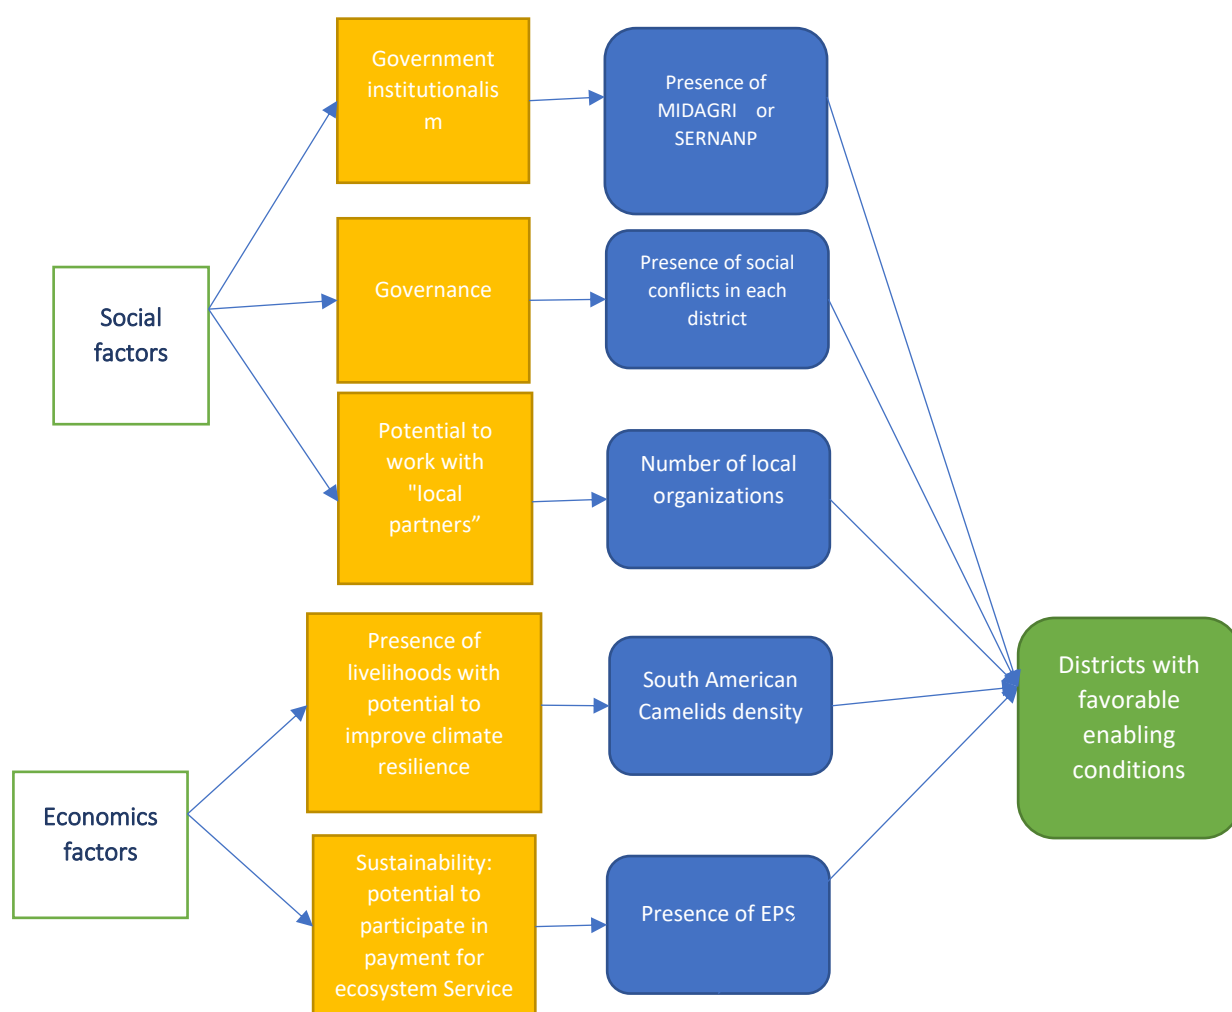 Government
institutionalis
m
Presence of
MIDAGRI or
SERNANP
Social
factors
Governance
Presence of social
conflicts in each
district
Potential to
work with
"local
partners”
Number of local
organizations
Economics
factors
Presence of
livelihoods with
potential to
improve climate
resilience
South American
Camelids density
Sustainability:
potential to
participate in
payment for
ecosystem Service
Presence of EPS
Districts with
favorable
enabling
conditions